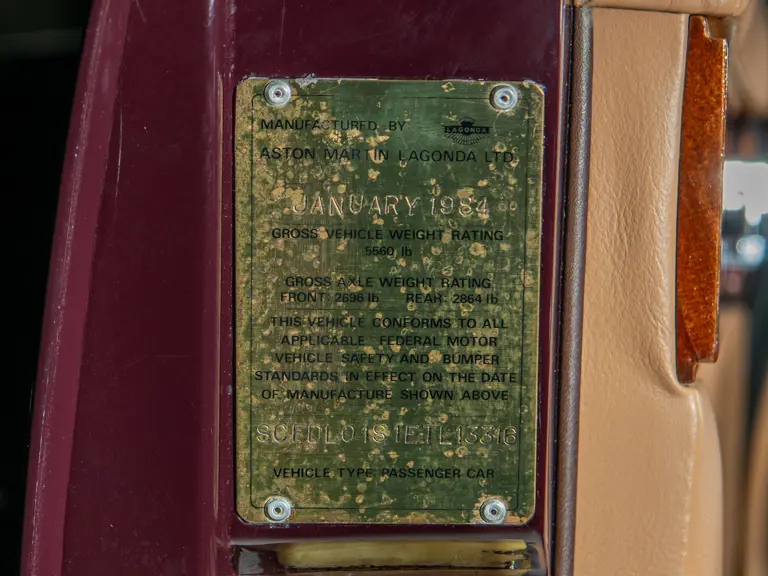 MANUFACTURED BY
LAGONDA
ASTON MARTIN LAGONDA LTD.
JANUARY 1984
GROSS VEHICLE WEIGHT RATING
5560 lb
GROSS AXLE WEIGHT RATING
FRONT: 2696 lb REAR: 2864 lb
THIS VEHICLE CONFORMS TO ALL
APPLICABLE FEDERAL MOTOR
VEHICLE SAFETY AND BUMPER
STANDARDS IN EFFECT ON THE DATE
OF MANUFACTURE SHOWN ABOVE
SCFDL01S1ETL13316
VEHICLE TYPE: PASSENGER CAR